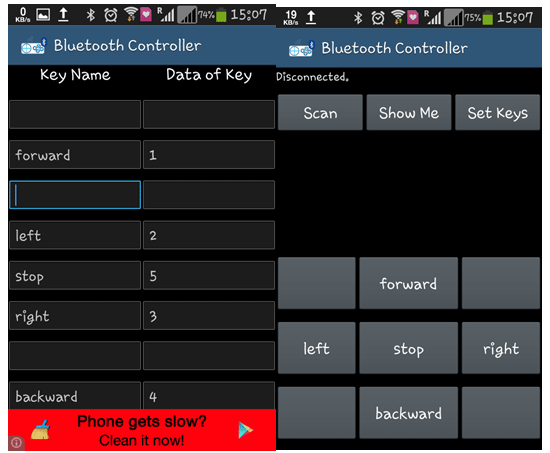 0
KB/s
R
74%
15:07
Bluetooth Controller
Key Name Data of Key
forward 1
left 2
stop 5
right 3
backward 4
Phone gets slow?
Clean it now!
19
KB/s
R
75%
15:07
Bluetooth Controller
Disconnected.
Scan Show Me Set Keys
forward
left stop right
backward